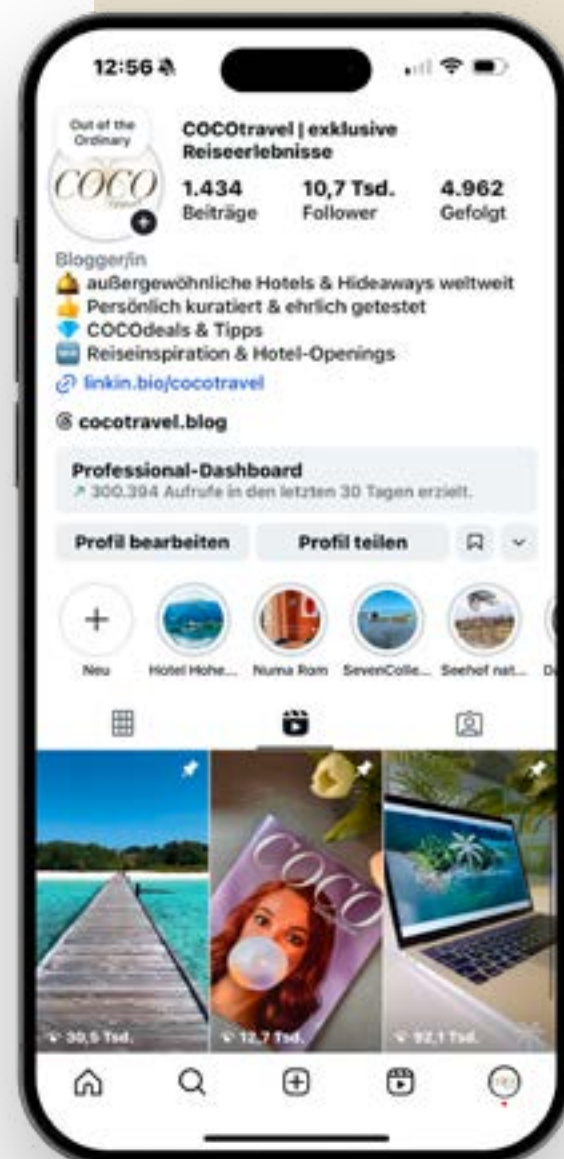 12:56
Out of the
Ordinary
COCO
COCOtravel | exklusive
Reiseerlebnisse
1.434 10,7 Tsd. 4.962
Beiträge Follower Gefolgt
Blogger/in
außergewöhnliche Hotels & Hideaways weltweit
Persönlich kuratiert & ehrlich getestet
COCOdeals & Tipps
Reiseinspiration & Hotel-Openings
linkin.bio/cocotravel
cocotravel.blog
Professional-Dashboard
300.394 Aufrufe in den letzten 30 Tagen erzielt.
Profil bearbeiten Profil teilen
Neu Hotel Hohe... Numa Rom SevenColle... Seehof nat...
COCO
30,5 Tsd. 12,7 Tsd. 92,1 Tsd.